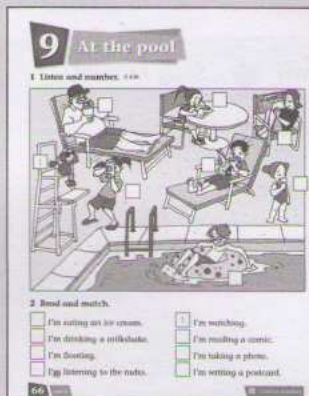 9 At the pool
1 Listen and number.
1
2 Read and match.
I'm eating an ice cream.
1 I'm watching.
I'm drinking a milkshake.
I'm reading a comic.
I'm floating.
I'm taking a photo.
I'm listening to the radio.
I'm writing a postcard.
66